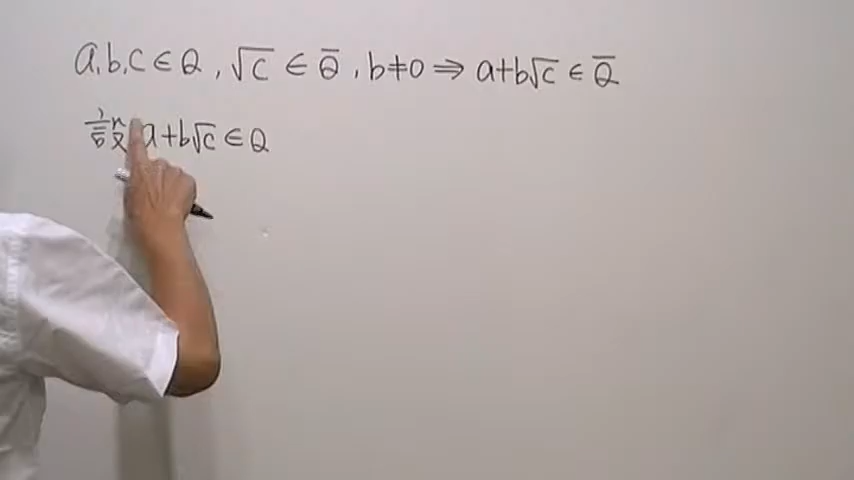 a,b,c ∈ Q , √c ∈ Q̅ , b≠0 ⇒ a+b√c ∈ Q̅
設 a+b√c ∈ Q